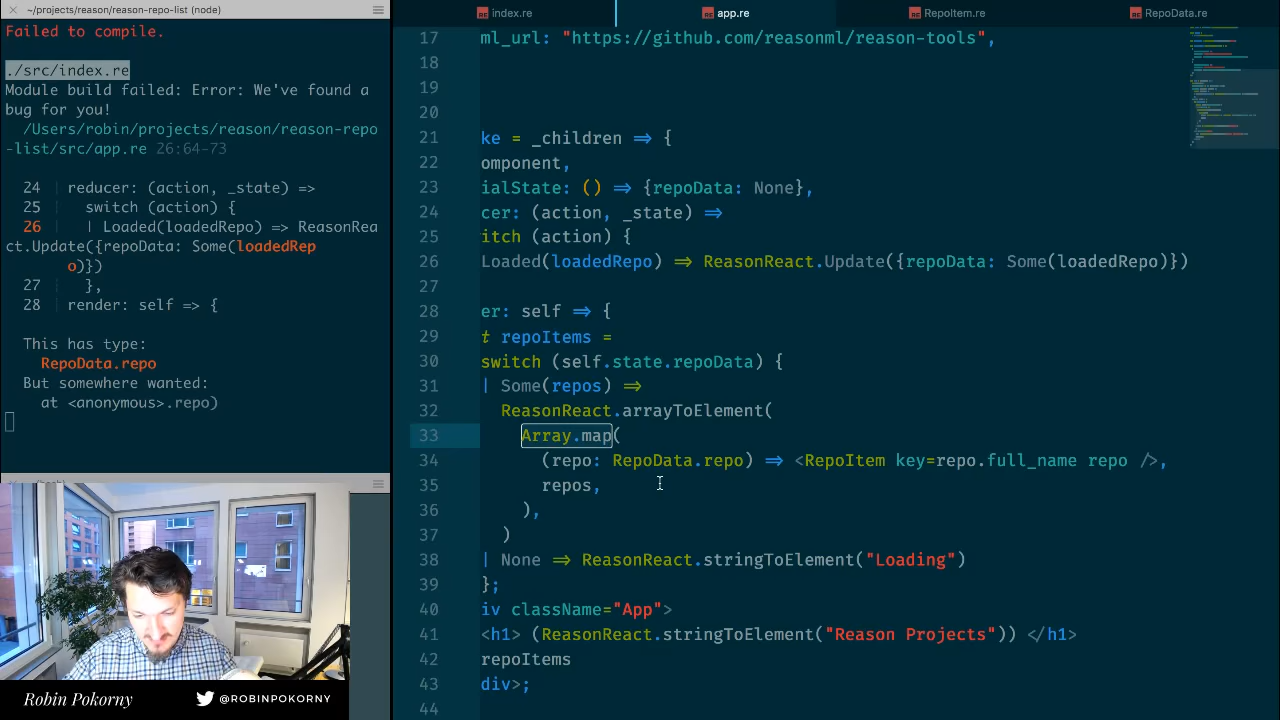 ~/projects/reason/reason-repo-list (node)
Failed to compile.
./src/index.re
Module build failed: Error: We've found a
bug for you!
/Users/robin/projects/reason/reason-repo
-list/src/app.re 26:64-73
24 | reducer: (action, _state) =>
25 | switch (action) {
26 | | Loaded(loadedRepo) => ReasonRea
ct.Update({repoData: Some(loadedRep
o)})
27 | },
28 | render: self => {
This has type:
RepoData.repo
But somewhere wanted:
at <anonymous>.repo)
Robin Pokorny @ROBINPOKORNY
index.re app.re RepoItem.re RepoData.re
17 ml_url: "https://github.com/reasonml/reason-tools",
18
19
20
21 ke = _children => {
22 omponent,
23 ialState: () => {repoData: None},
24 cer: (action, _state) =>
25 itch (action) {
26 Loaded(loadedRepo) => ReasonReact.Update({repoData: Some(loadedRepo)})
27
28 er: self => {
29 t repoItems =
30 switch (self.state.repoData) {
31 | Some(repos) =>
32 ReasonReact.arrayToElement(
33 Array.map(
34 (repo: RepoData.repo) => <RepoItem key=repo.full_name repo />,
35 repos,
36 ),
37 )
38 | None => ReasonReact.stringToElement("Loading")
39 };
40 iv className="App">
41 <h1> (ReasonReact.stringToElement("Reason Projects")) </h1>
42 repoItems
43 div>;
44